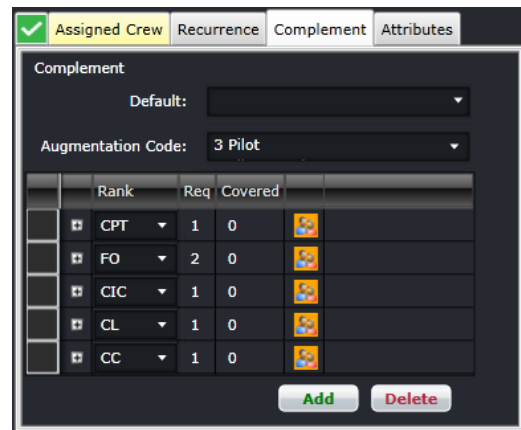 Assigned Crew Recurrence Complement Attributes
Complement
Default:
Augmentation Code: 3 Pilot
Rank Req Covered
CPT 1 0
FO 2 0
CIC 1 0
CL 1 0
CC 1 0
Add Delete